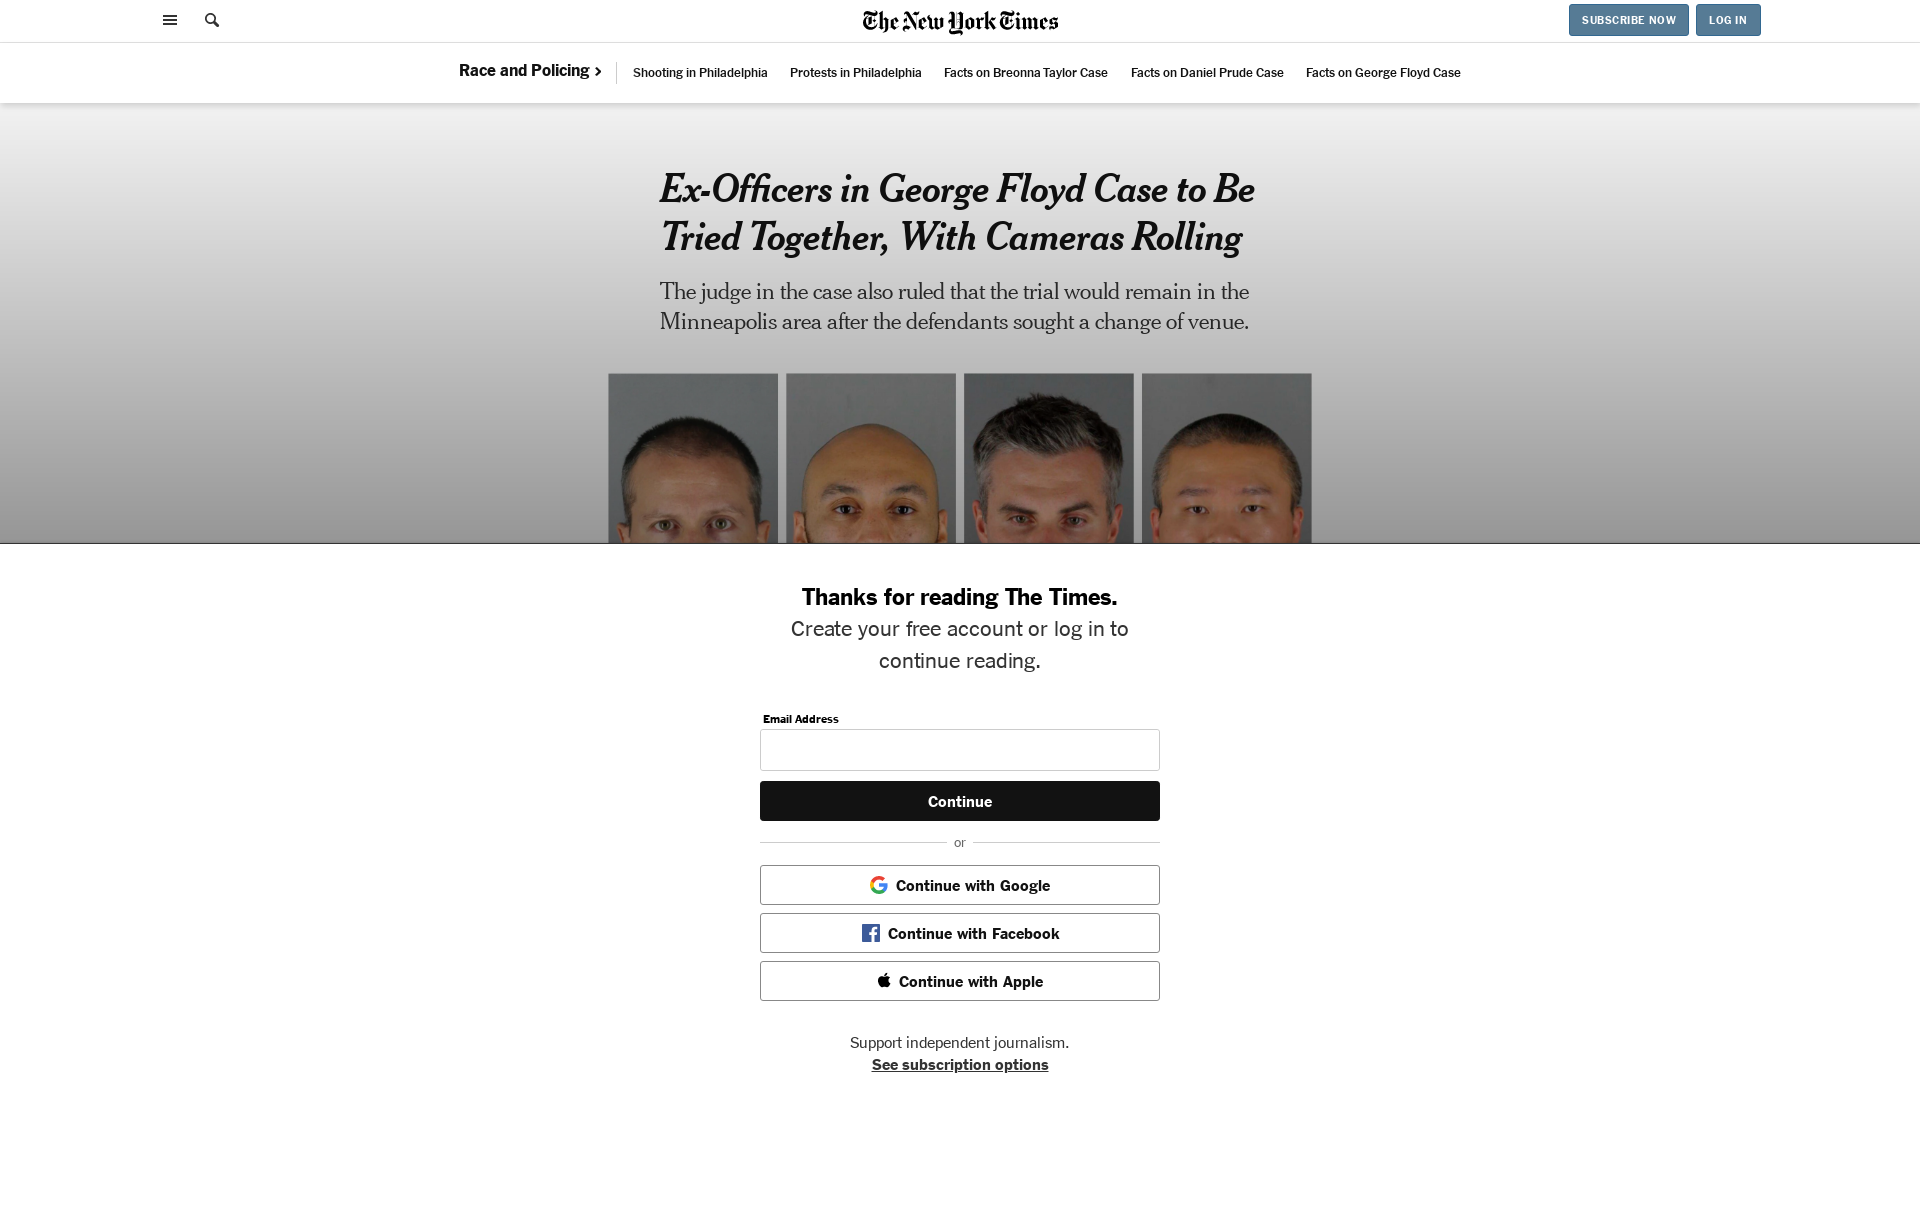 The New York Times
SUBSCRIBE NOW
LOG IN
Race and Policing
Shooting in Philadelphia
Protests in Philadelphia
Facts on Breonna Taylor Case
Facts on Daniel Prude Case
Facts on George Floyd Case
Ex-Officers in George Floyd Case to Be
Tried Together, With Cameras Rolling
The judge in the case also ruled that the trial would remain in the
Minneapolis area after the defendants sought a change of venue.
Thanks for reading The Times.
Create your free account or log in to
continue reading.
Email Address
Continue
or
Continue with Google
Continue with Facebook
Continue with Apple
Support independent journalism.
See subscription options